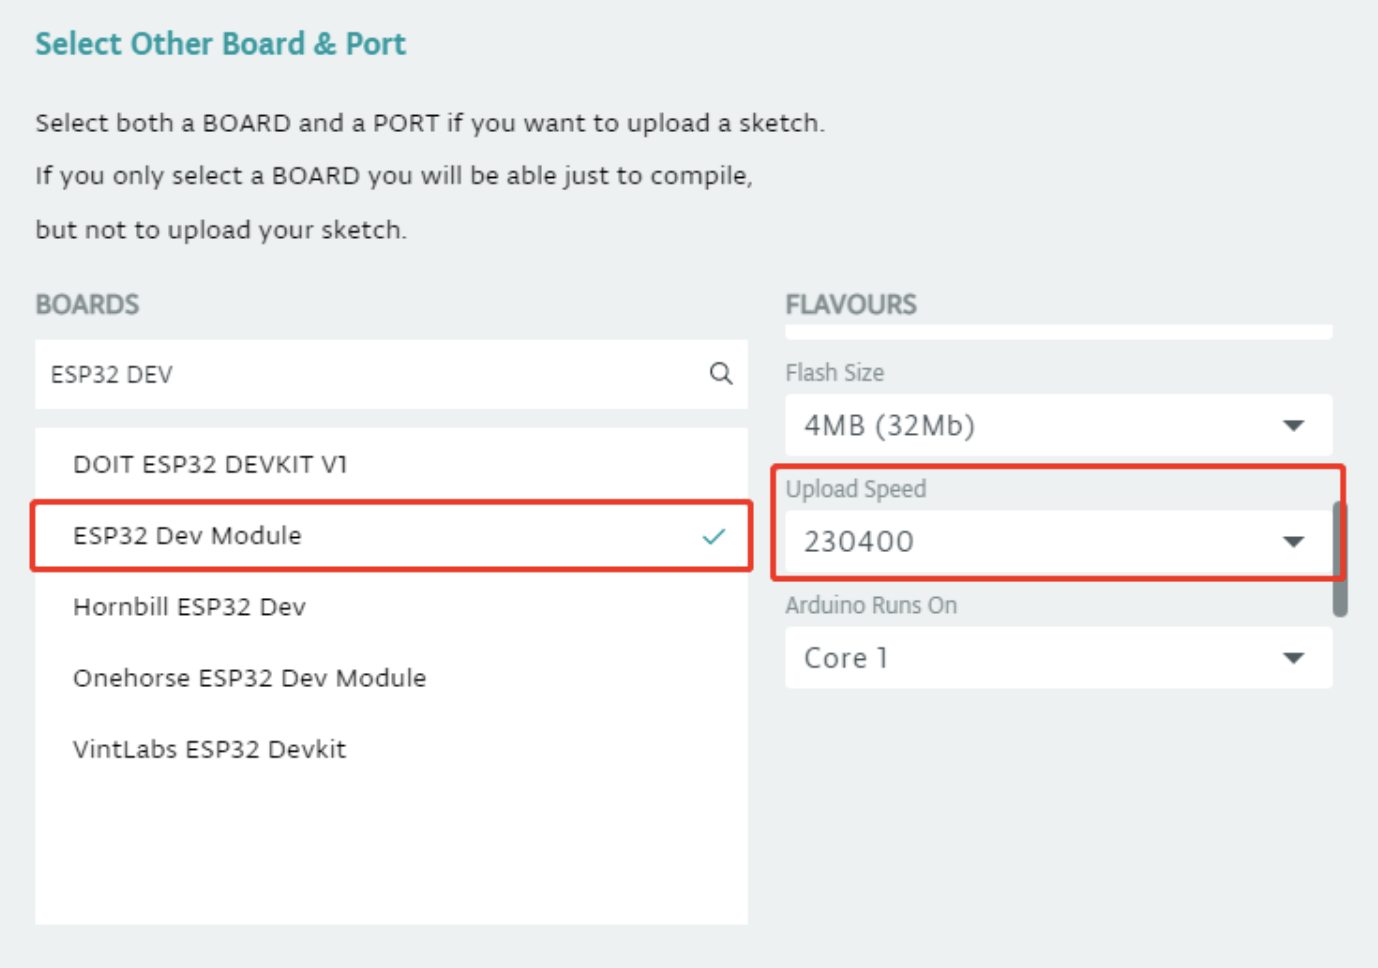 Select Other Board & Port
Select both a BOARD and a PORT if you want to upload a sketch.
If you only select a BOARD you will be able just to compile,
but not to upload your sketch.
BOARDS
ESP32 DEV
DOIT ESP32 DEVKIT V1
ESP32 Dev Module
Hornbill ESP32 Dev
Onehorse ESP32 Dev Module
VintLabs ESP32 Devkit
FLAVOURS
Flash Size
4MB (32Mb)
Upload Speed
230400
Arduino Runs On
Core 1